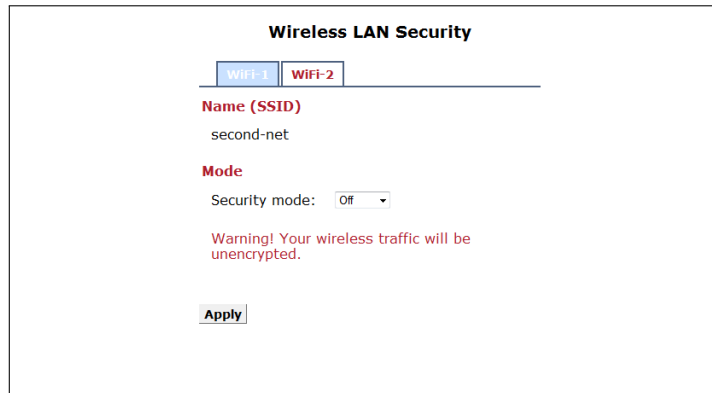 Wireless LAN Security
WiFi-1 WiFi-2
Name (SSID)
second-net
Mode
Security mode: Off
Warning! Your wireless traffic will be
unencrypted.
Apply